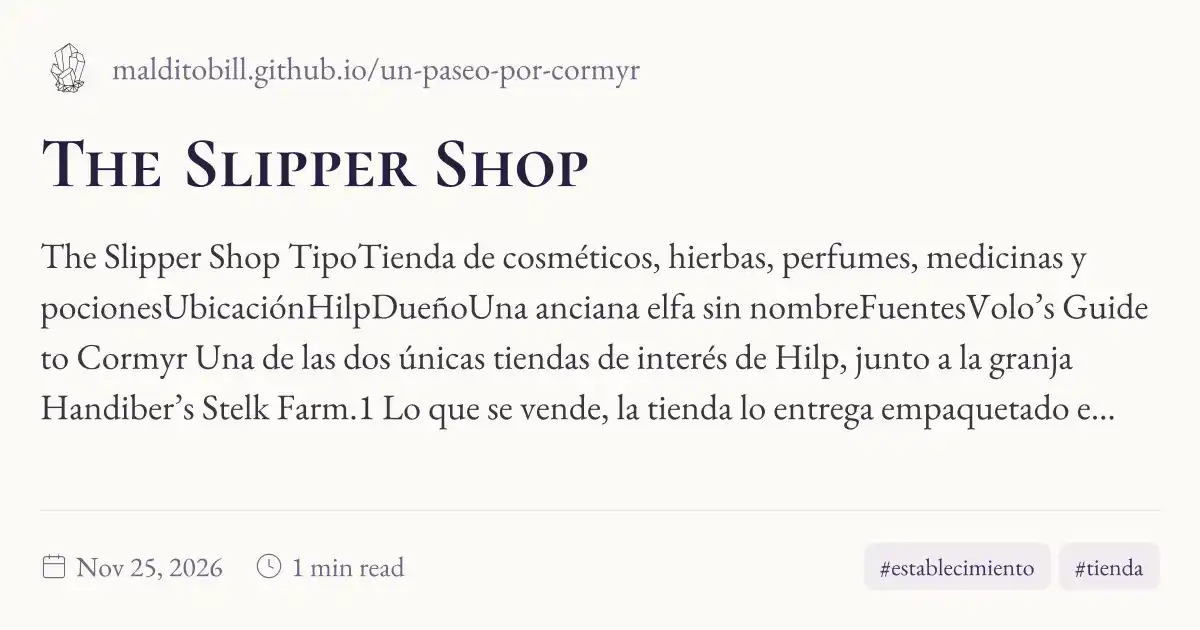 malditobill.github.io/un-paseo-por-cormyr
The Slipper Shop
The Slipper Shop TipoTienda de cosméticos, hierbas, perfumes, medicinas y
pocionesUbicaciónHilpDueñoUna anciana elfa sin nombreFuentesVolo’s Guide
to Cormyr Una de las dos únicas tiendas de interés de Hilp, junto a la granja
Handiber’s Stelk Farm.1 Lo que se vende, la tienda lo entrega empaquetado e...
Nov 25, 2026
1 min read
#establecimiento
#tienda